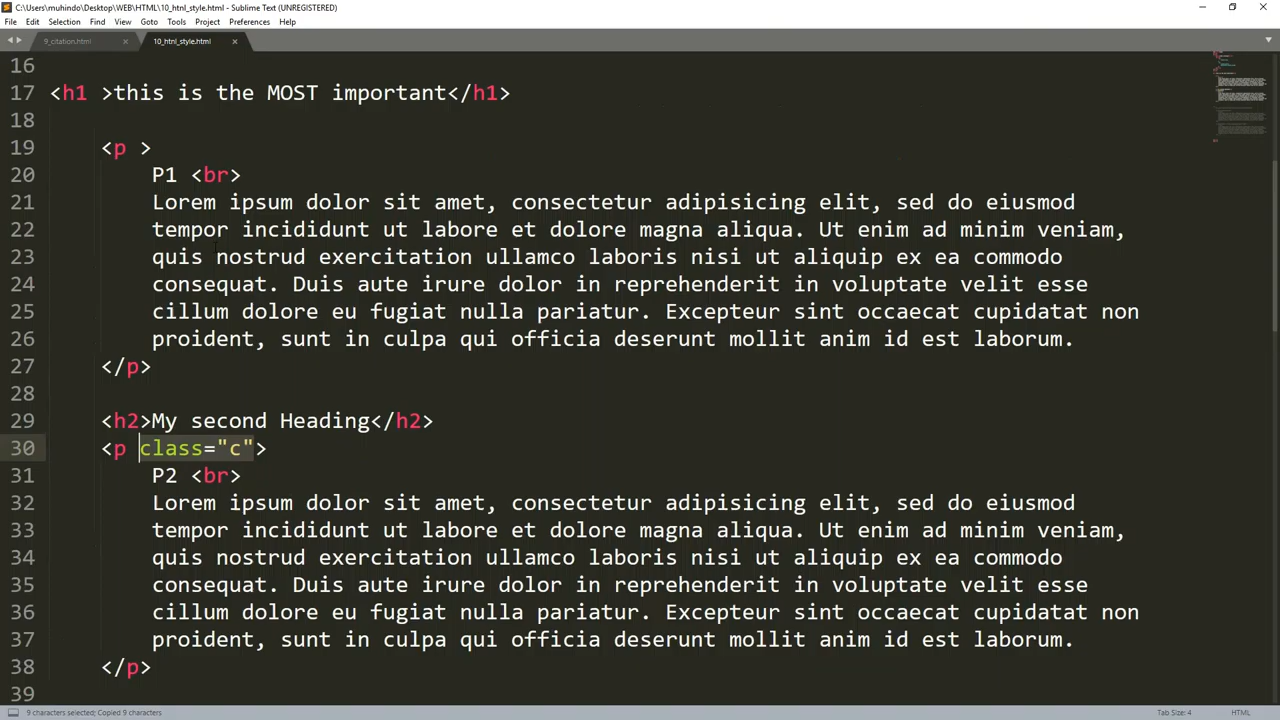 C:\Users\muhindo\Desktop\WEB\HTML\10_htnl_style.html - Sublime Text (UNREGISTERED)
File Edit Selection Find View Goto Tools Project Preferences Help
9_citation.html 10_htnl_style.html
16
17 <h1 >this is the MOST important</h1>
18
19 <p >
20 P1 <br>
21 Lorem ipsum dolor sit amet, consectetur adipisicing elit, sed do eiusmod
22 tempor incididunt ut labore et dolore magna aliqua. Ut enim ad minim veniam,
23 quis nostrud exercitation ullamco laboris nisi ut aliquip ex ea commodo
24 consequat. Duis aute irure dolor in reprehenderit in voluptate velit esse
25 cillum dolore eu fugiat nulla pariatur. Excepteur sint occaecat cupidatat non
26 proident, sunt in culpa qui officia deserunt mollit anim id est laborum.
27 </p>
28
29 <h2>My second Heading</h2>
30 <p class="c">
31 P2 <br>
32 Lorem ipsum dolor sit amet, consectetur adipisicing elit, sed do eiusmod
33 tempor incididunt ut labore et dolore magna aliqua. Ut enim ad minim veniam,
34 quis nostrud exercitation ullamco laboris nisi ut aliquip ex ea commodo
35 consequat. Duis aute irure dolor in reprehenderit in voluptate velit esse
36 cillum dolore eu fugiat nulla pariatur. Excepteur sint occaecat cupidatat non
37 proident, sunt in culpa qui officia deserunt mollit anim id est laborum.
38 </p>
39
9 characters selected; Copied 9 characters Tab Size: 4 HTML